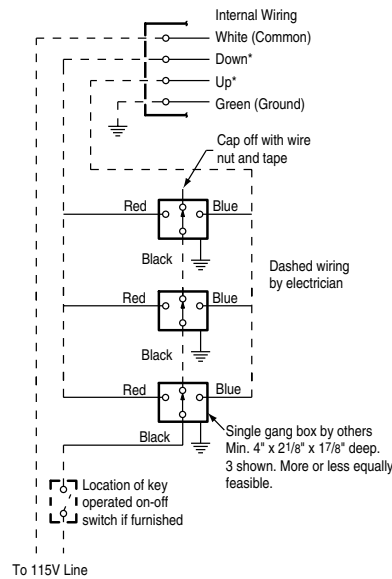 Internal Wiring
White (Common)
Down*
Up*
Green (Ground)
Cap off with wire
nut and tape
Red
Blue
Black
Dashed wiring
by electrician
Red
Blue
Black
Red
Blue
Black
Single gang box by others
Min. 4" x 21/8" x 17/8" deep.
3 shown. More or less equally
feasible.
Location of key
operated on-off
switch if furnished
To 115V Line